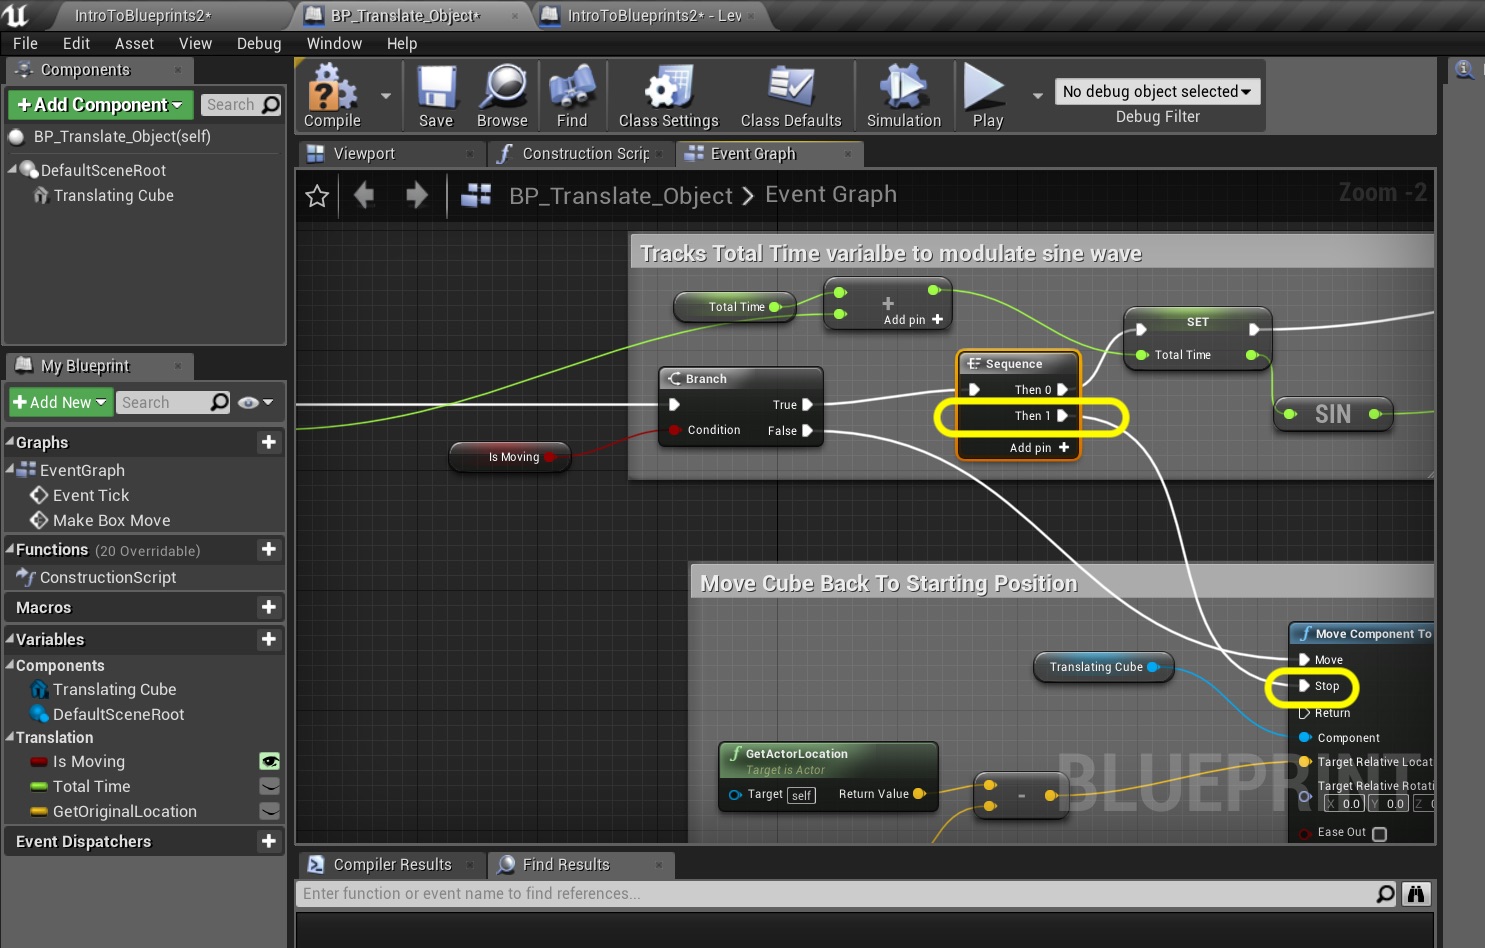 IntroToBlueprints2*
BP_Translate_Object*
IntroToBlueprints2* - Lev
File Edit Asset View Debug Window Help
Components
+Add Component
Search
BP_Translate_Object(self)
DefaultSceneRoot
Translating Cube
My Blueprint
+Add New
Search
Graphs
EventGraph
Event Tick
Make Box Move
Functions (20 Overridable)
ConstructionScript
Macros
Variables
Components
Translating Cube
DefaultSceneRoot
Translation
Is Moving
Total Time
GetOriginalLocation
Event Dispatchers
Compile
Save
Browse
Find
Class Settings
Class Defaults
Simulation
Play
No debug object selected
Debug Filter
Viewport
Construction Scrip
Event Graph
BP_Translate_Object > Event Graph
Zoom -2
Tracks Total Time varialbe to modulate sine wave
Total Time
+
Add pin +
SET
Total Time
SIN
Branch
True
Condition False
Is Moving
Sequence
Then 0
Then 1
Add pin +
Move Cube Back To Starting Position
Translating Cube
Move Component To
Move
Stop
Return
Component
Target Relative Locat
Target Relative Rotati
X 0.0 Y 0.0 Z 0
Ease Out
GetActorLocation
Target is Actor
Target self Return Value
-
BLUEPRINT
Compiler Results
Find Results
Enter function or event name to find references...